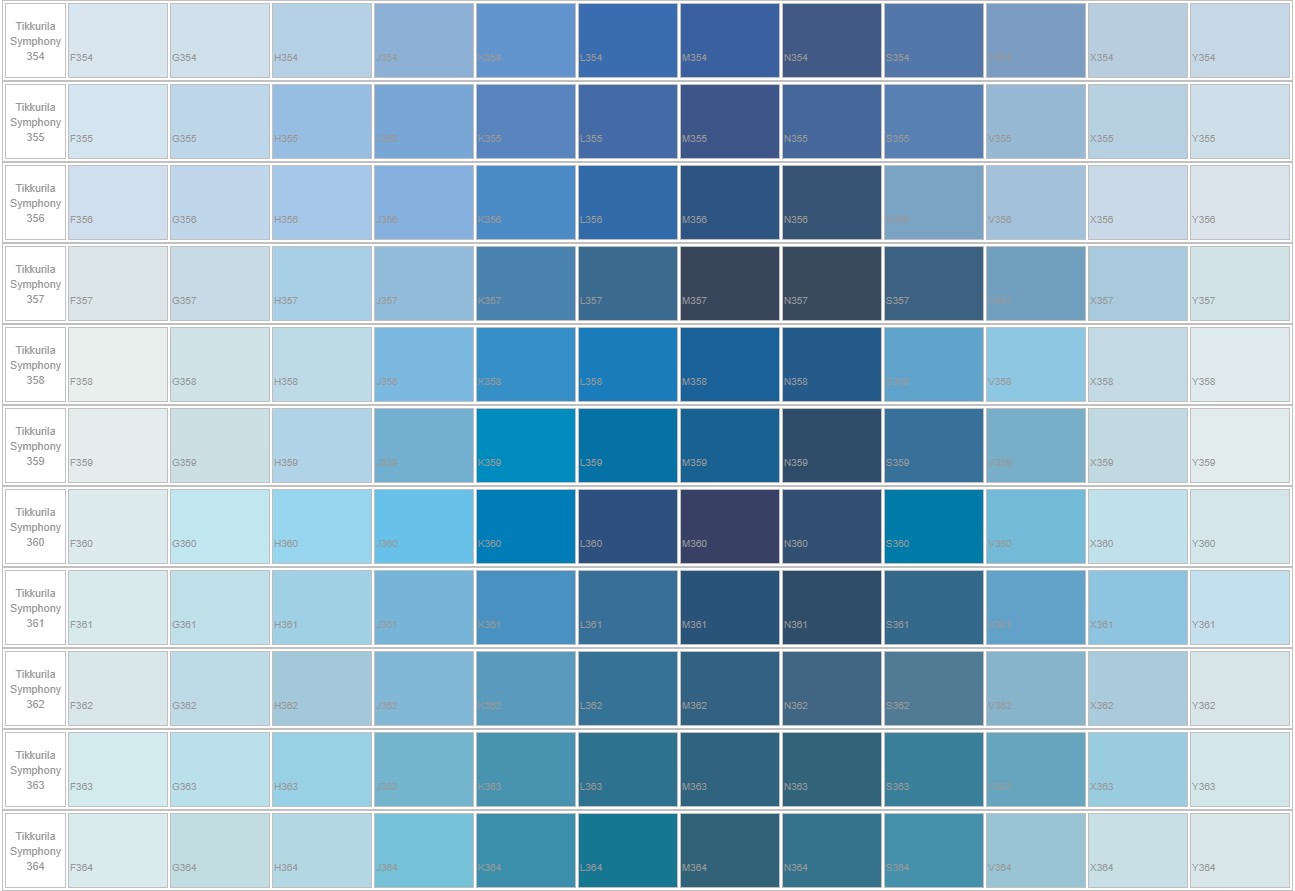 Tikkurila
Symphony
354 F354 G354 H354 J354 K354 L354 M354 N354 S354 X354 Y354
Tikkurila
Symphony
355 F355 G355 H355 K355 L355 M355 N355 S355 V355 X355 Y355
Tikkurila
Symphony
356 F356 G356 H356 J356 K356 L356 M356 N356 V356 X356 Y356
Tikkurila
Symphony
357 F357 G357 H357 J357 K357 L357 M357 N357 S357 X357 Y357
Tikkurila
Symphony
358 F358 G358 H358 J358 K358 L358 M358 N358 V358 X358 Y358
Tikkurila
Symphony
359 F359 G359 H359 J359 K359 L359 M359 N359 S359 V359 X359 Y359
Tikkurila
Symphony
360 F360 G360 H360 J360 K360 L360 M360 N360 S360 V360 X360 Y360
Tikkurila
Symphony
361 F361 G361 H361 J361 K361 L361 M361 N361 S361 X361 Y361
Tikkurila
Symphony
362 F362 G362 H362 J362 K362 L362 M362 N362 S362 V362 X362 Y362
Tikkurila
Symphony
363 F363 G363 H363 J363 K363 L363 M363 N363 S363 X363 Y363
Tikkurila
Symphony
364 F364 G364 H364 J364 K364 L364 M364 N364 S364 V364 X364 Y364